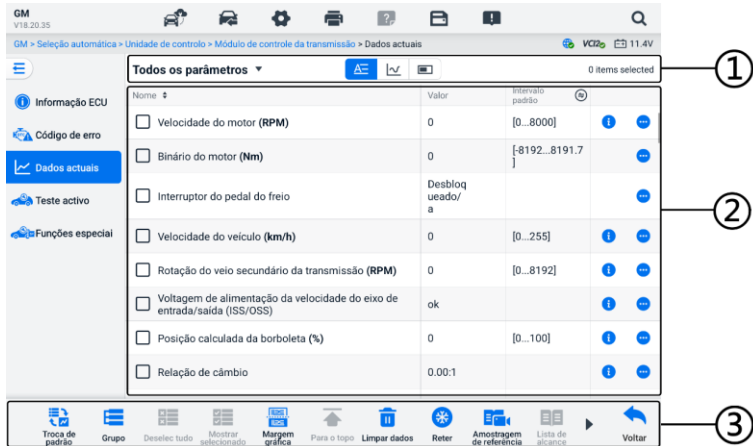 GM
V18.20.35
GM > Seleção automática > Unidade de controlo > Módulo de controle da transmissão > Dados actuais
VCI2 11.4V
Todos os parâmetros ▼
0 items selected
①
Informação ECU
Código de erro
Dados actuais
Teste activo
Funções especiai
Nome Valor Intervalo
padrão
Velocidade do motor (RPM) 0 [0...8000]
Binário do motor (Nm) 0 [-8192...8191.7
]
Interruptor do pedal do freio Desbloq
ueado/
a
②
Velocidade do veículo (km/h) 0 [0...255]
Rotação do veio secundário da transmissão (RPM) 0 [0...8192]
Voltagem de alimentação da velocidade do eixo de
entrada/saída (ISS/OSS) ok
Posição calculada da borboleta (%) 0 [0...100]
Relação de câmbio 0.00:1
Troca de
padrão
Grupo
Deselec tudo
Mostrar
selecionado
Margem
gráfica
Para o topo
Limpar dados
Reter
Amostragem
de referência
Lista de
alcance
Voltar
③